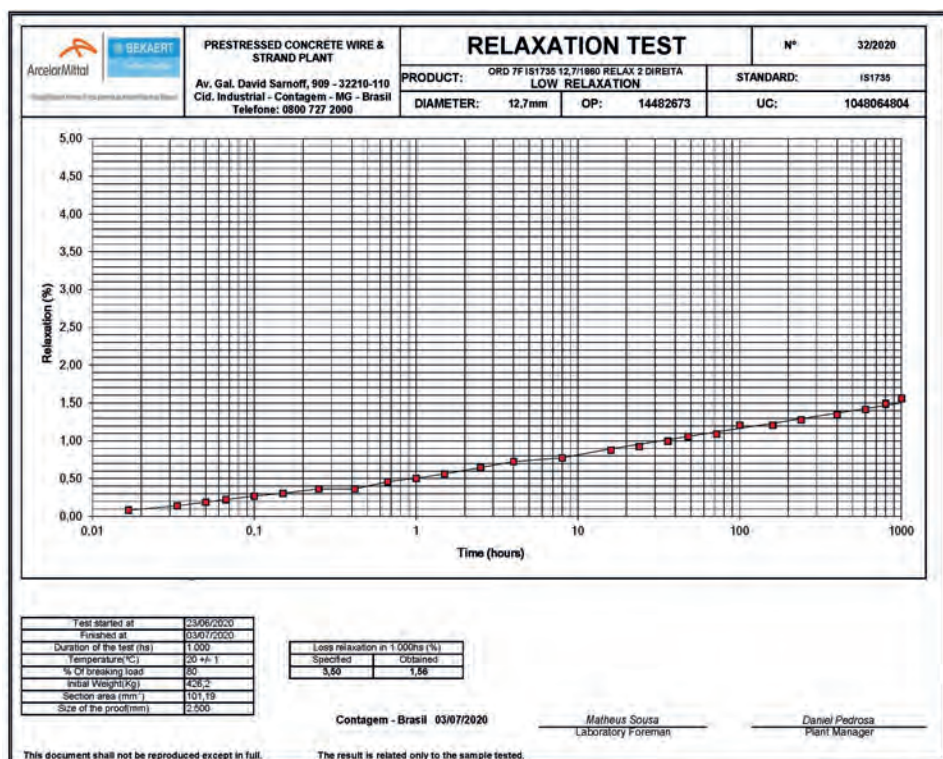 ArcelorMittal
BEKAERT
PRESTRESSED CONCRETE WIRE &
STRAND PLANT
Av. Gal. David Sarnoff, 909 - 32210-110
Cid. Industrial - Contagem - MG - Brasil
Telefone: 0800 727 2000
RELAXATION TEST
Nº 32/2020
PRODUCT: ORD 7F IS1735 12,7/1860 RELAX 2 DIREITA
LOW RELAXATION
STANDARD: IS1735
DIAMETER: 12,7mm OP: 14482673 UC: 1048064804
5,00
4,50
4,00
3,50
3,00
2,50
2,00
1,50
1,00
0,50
0,00
Relaxation (%)
0,01 0,1 1 10 100 1000
Time (hours)
Test started at 23/06/2020
Finished at 03/07/2020
Duration of the test (hs) 1.000
Temperature(ºC) 20 +/- 1
% Of breaking load 80
Initial Weight(Kg) 426,2
Section area (mm²) 101,19
Size of the proof(mm) 2.500
Loss relaxation in 1.000hs (%)
Specified Obtained
3,50 1,56
Contagem - Brasil 03/07/2020
Matheus Sousa
Laboratory Foreman
Daniel Pedrosa
Plant Manager
This document shall not be reproduced except in full.
The result is related only to the sample tested.